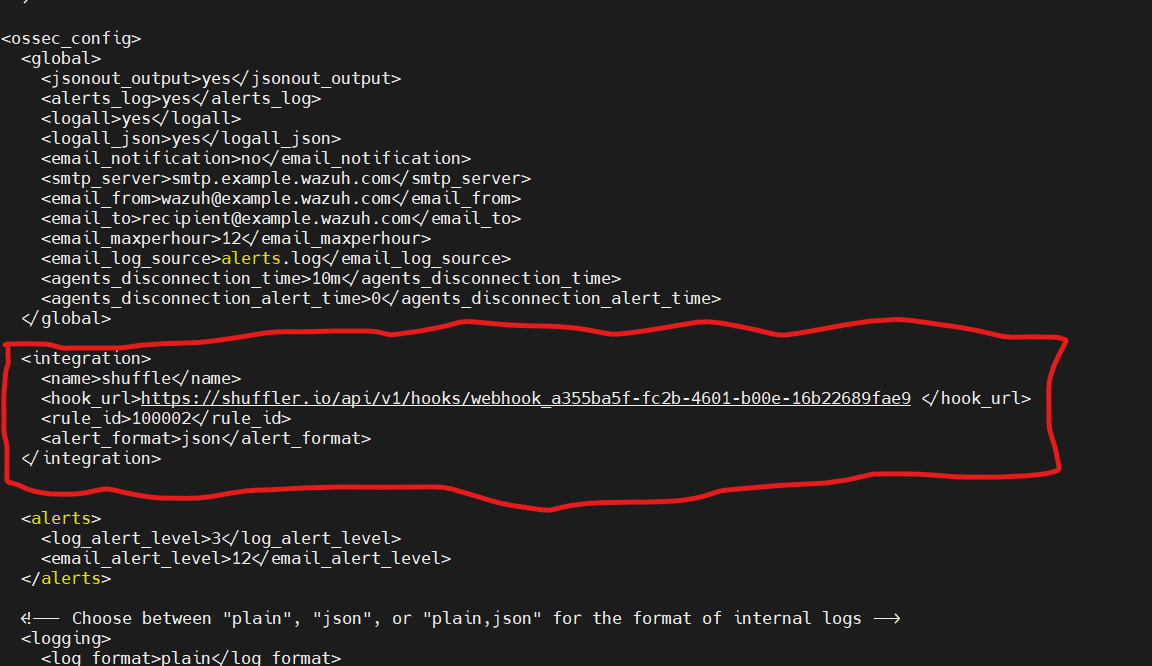 <ossec_config>
<global>
<jsonout_output>yes</jsonout_output>
<alerts_log>yes</alerts_log>
<logall>yes</logall>
<logall_json>yes</logall_json>
<email_notification>no</email_notification>
<smtp_server>smtp.example.wazuh.com</smtp_server>
<email_from>wazuh@example.wazuh.com</email_from>
<email_to>recipient@example.wazuh.com</email_to>
<email_maxperhour>12</email_maxperhour>
<email_log_source>alerts.log</email_log_source>
<agents_disconnection_time>10m</agents_disconnection_time>
<agents_disconnection_alert_time>0</agents_disconnection_alert_time>
</global>
<integration>
<name>shuffle</name>
<hook_url>https://shuffler.io/api/v1/hooks/webhook_a355ba5f-fc2b-4601-b00e-16b22689fae9 </hook_url>
<rule_id>100002</rule_id>
<alert_format>json</alert_format>
</integration>
<alerts>
<log_alert_level>3</log_alert_level>
<email_alert_level>12</email_alert_level>
</alerts>
<!-- Choose between "plain", "json", or "plain,json" for the format of internal logs -->
<logging>
<log_format>plain</log_format>